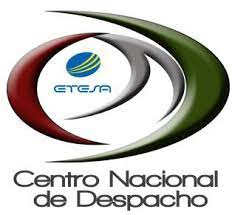 ETESA
Centro Nacional
de Despacho